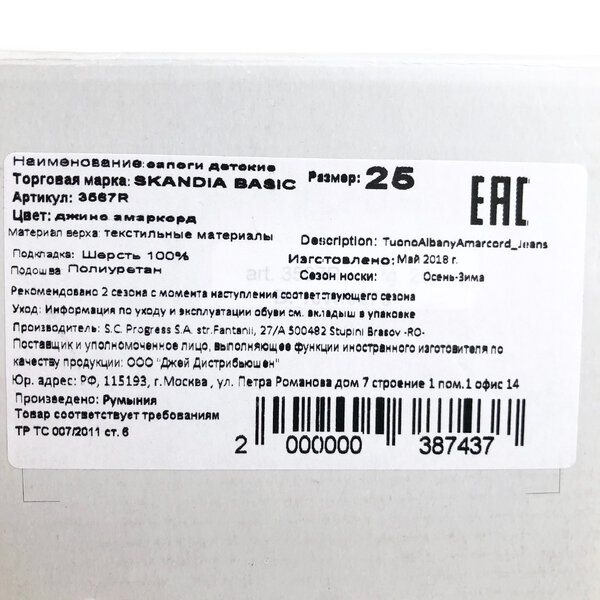 Наименование: сапоги детские
Торговая марка: SKANDIA BASIC Размер: 25
Артикул: 3567R
EAC
Цвет: джинс амаркорд
Материал верха: текстильные материалы
Description: TuonoAlbanyAmarcord_Jeans
Подкладка: Шерсть 100%
Изготовлено: Май 2018 г.
Подошва: Полиуретан
Сезон носки: Осень-Зима
Рекомендовано 2 сезона с момента наступления соответствующего сезона
Уход: Информация по уходу и эксплуатации обуви см. вкладыш в упаковке
Производитель: S.C. Progress S.A. str.Fantanii, 27/A 500482 Stupini Brasov -RO-
Поставщик и уполномоченное лицо, выполняющее функции иностранного изготовителя по
качеству продукции: ООО "Джей Дистрибьюшен"
Юр. адрес: РФ, 115193, г.Москва , ул. Петра Романова дом 7 строение 1 пом.1 офис 14
Произведено: Румыния
Товар соответствует требованиям
ТР ТС 007/2011 ст. 6
2 000000 387437